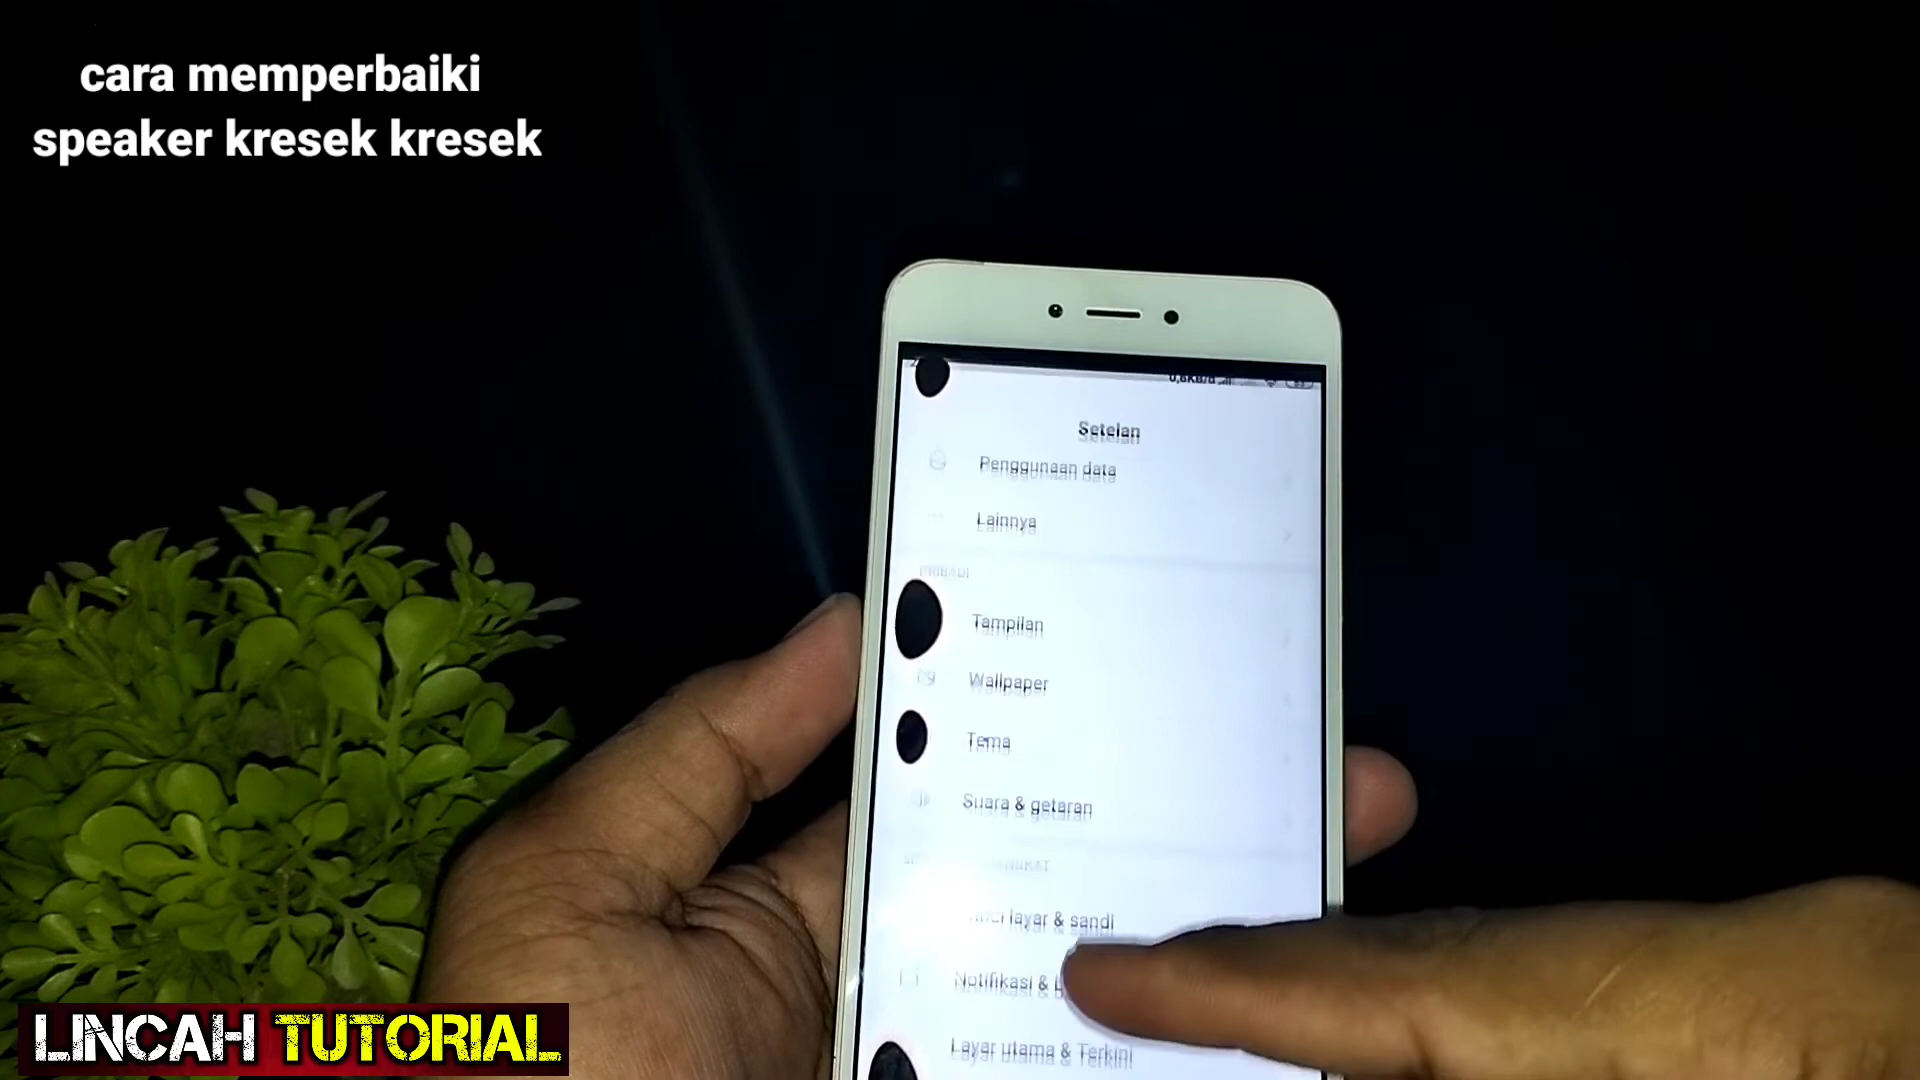 cara memperbaiki
speaker kresek kresek
Setelan
Penggunaan data
Lainnya
Tampilan
Wallpaper
Tema
Suara & getaran
layar & sandi
Notifikasi &
Layar utama & Terkini
LINCAH TUTORIAL